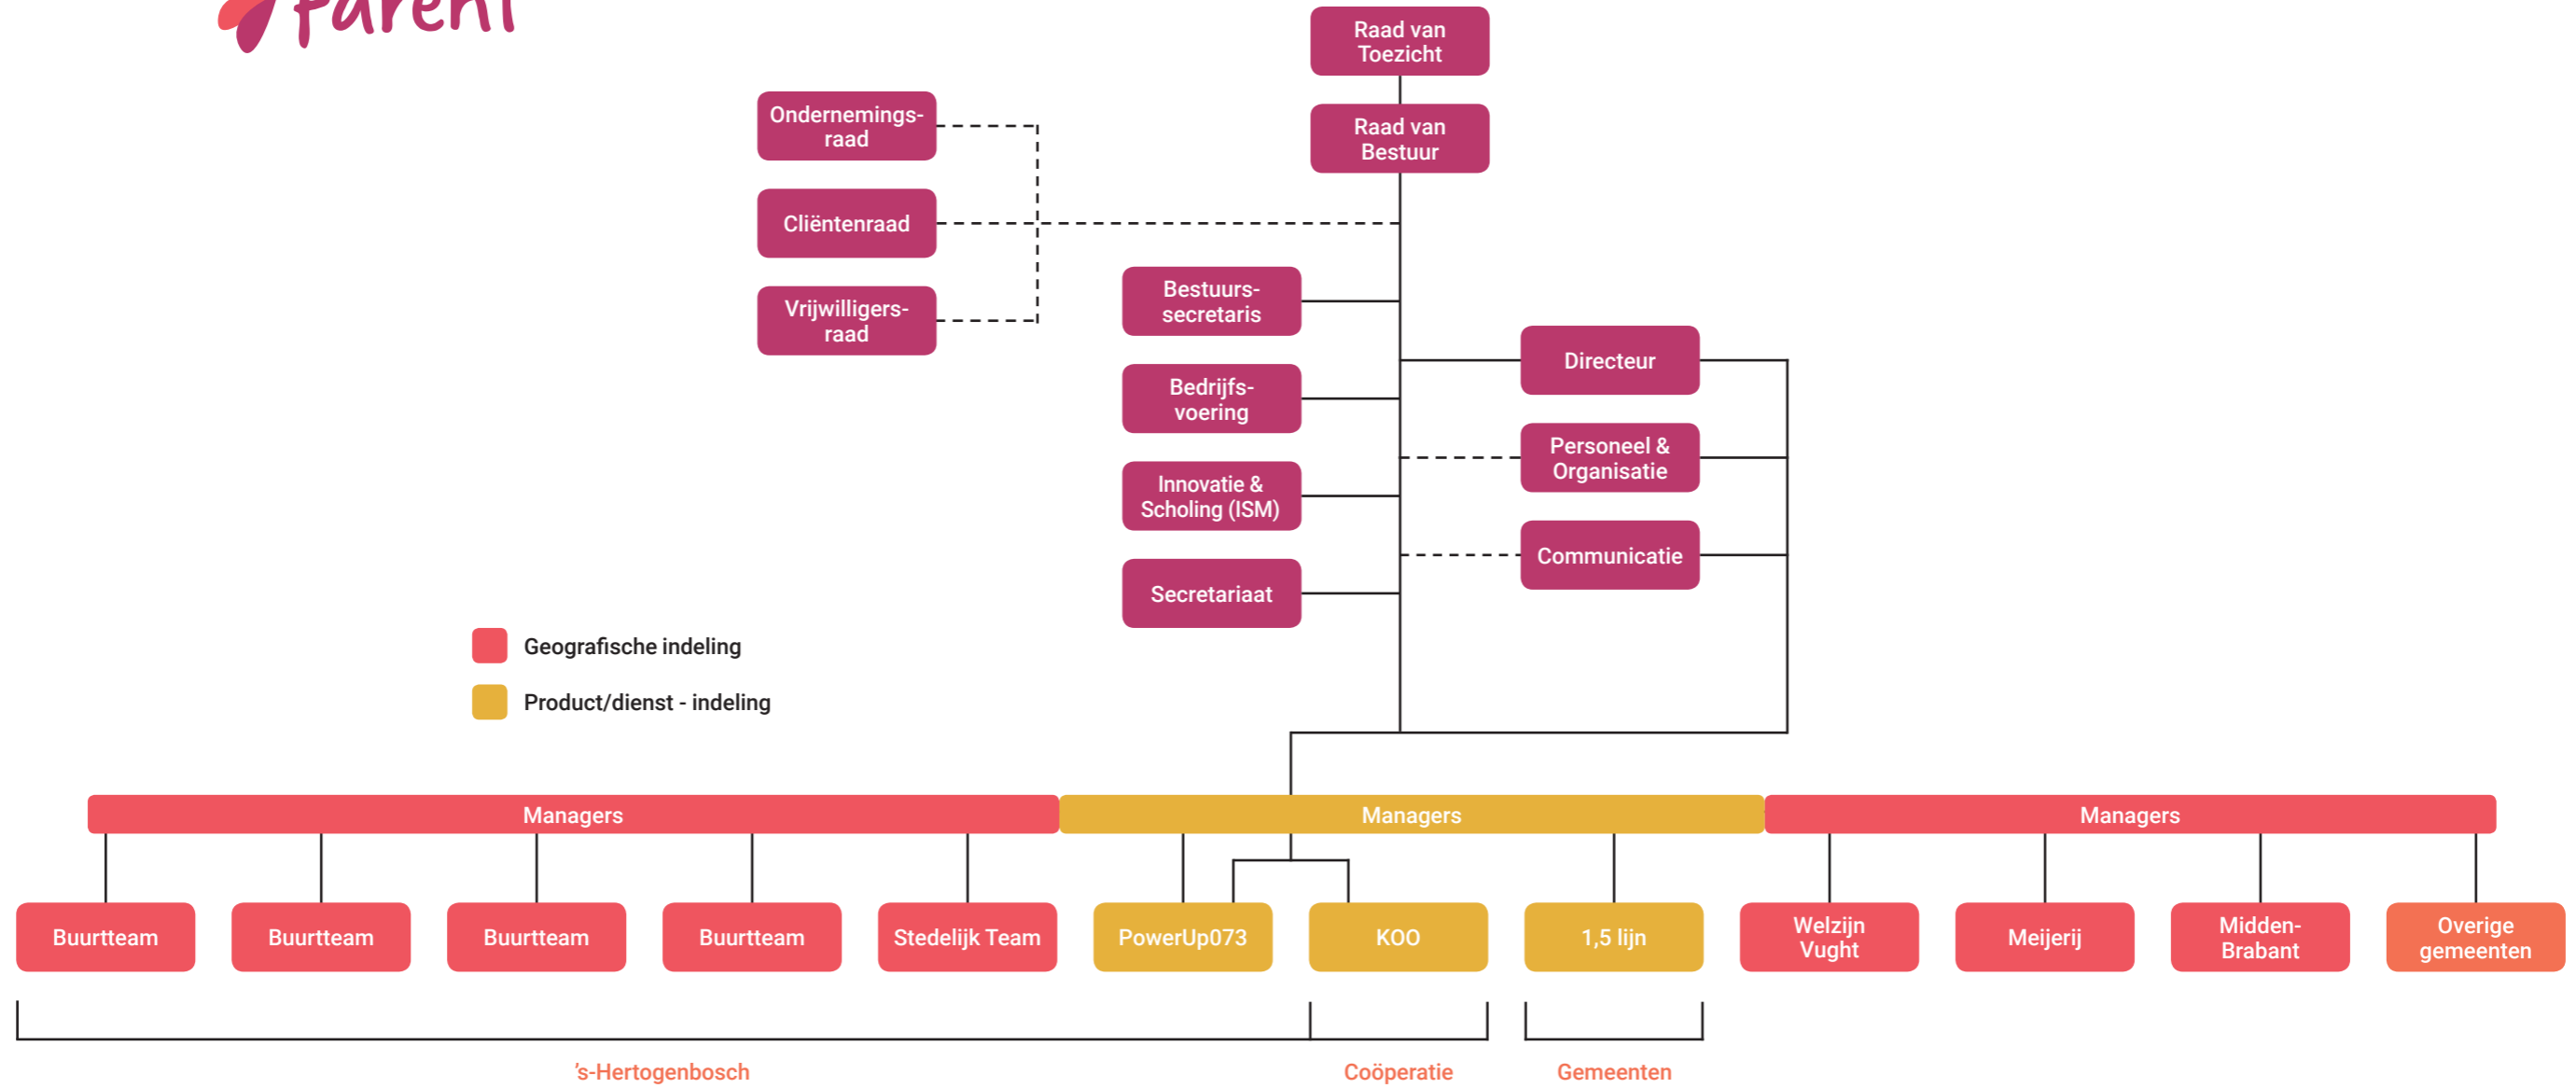 farent
Raad van
Toezicht
Raad van
Bestuur
Ondernemings-
raad
Cliëntenraad
Vrijwilligers-
raad
Bestuurs-
secretaris
Bedrijfs-
voering
Innovatie &
Scholing (ISM)
Secretariaat
Directeur
Personeel &
Organisatie
Communicatie
Geografische indeling
Product/dienst - indeling
Managers
Managers
Managers
Buurtteam
Buurtteam
Buurtteam
Buurtteam
Stedelijk Team
PowerUp073
KOO
1,5 lijn
Welzijn
Vught
Meijerij
Midden-
Brabant
Overige
gemeenten
’s-Hertogenbosch
Coöperatie
Gemeenten